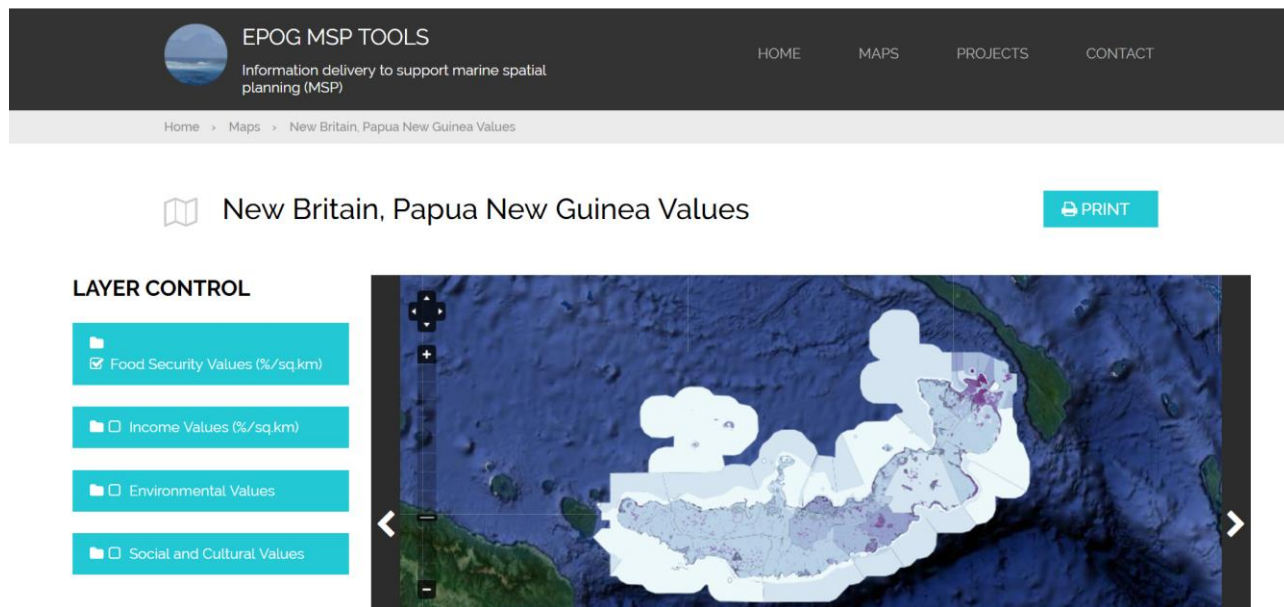 EPOG MSP TOOLS
Information delivery to support marine spatial
planning (MSP)
HOME MAPS PROJECTS CONTACT
Home › Maps › New Britain, Papua New Guinea Values
New Britain, Papua New Guinea Values
PRINT
LAYER CONTROL
Food Security Values (%/sq.km)
Income Values (%/sq.km)
Environmental Values
Social and Cultural Values